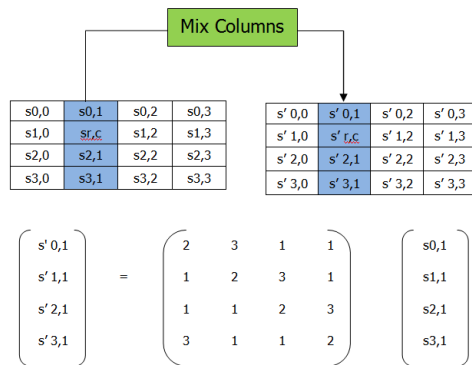 Mix Columns
s0,0 s0,1 s0,2 s0,3
s1,0 sr,c s1,2 s1,3
s2,0 s2,1 s2,2 s2,3
s3,0 s3,1 s3,2 s3,3
s’ 0,0 s’ 0,1 s’ 0,2 s’ 0,3
s’ 1,0 s’ r,c s’ 1,2 s’ 1,3
s’ 2,0 s’ 2,1 s’ 2,2 s’ 2,3
s’ 3,0 s’ 3,1 s’ 3,2 s’ 3,3
s' 0,1 2 3 1 1 s0,1
s’ 1,1 = 1 2 3 1 s1,1
s’ 2,1 1 1 2 3 s2,1
s’ 3,1 3 1 1 2 s3,1